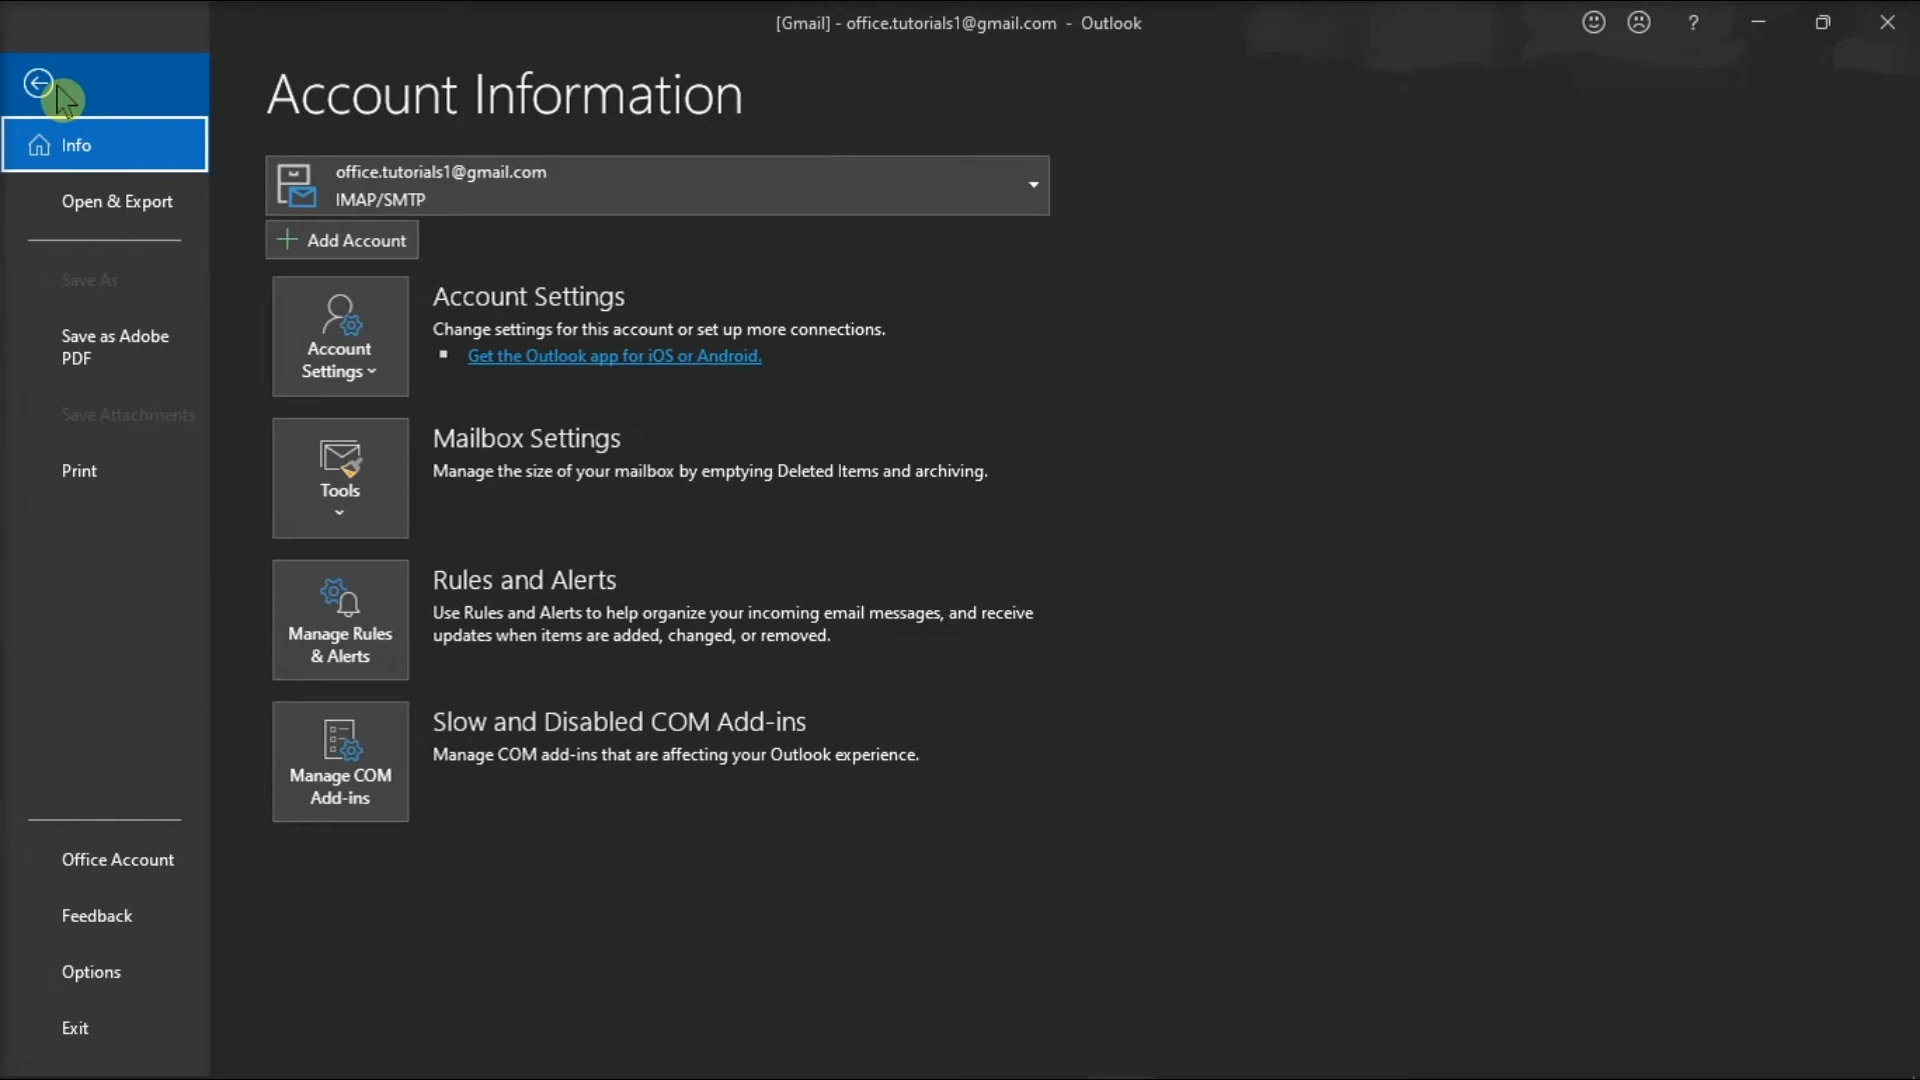 [Gmail] - office.tutorials1@gmail.com - Outlook
?
Info
Open & Export
Save As
Save as Adobe
PDF
Save Attachments
Print
Office Account
Feedback
Options
Exit
Account Information
office.tutorials1@gmail.com
IMAP/SMTP
Add Account
Account
Settings
Account Settings
Change settings for this account or set up more connections.
Get the Outlook app for iOS or Android.
Tools
Mailbox Settings
Manage the size of your mailbox by emptying Deleted Items and archiving.
Manage Rules
& Alerts
Rules and Alerts
Use Rules and Alerts to help organize your incoming email messages, and receive
updates when items are added, changed, or removed.
Manage COM
Add-ins
Slow and Disabled COM Add-ins
Manage COM add-ins that are affecting your Outlook experience.